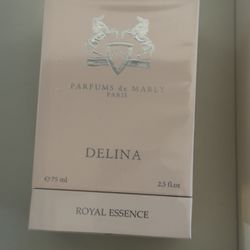 PARFUMS de MARLY
PARIS
DELINA
℮75 ml 2.5 fl.oz
ROYAL ESSENCE